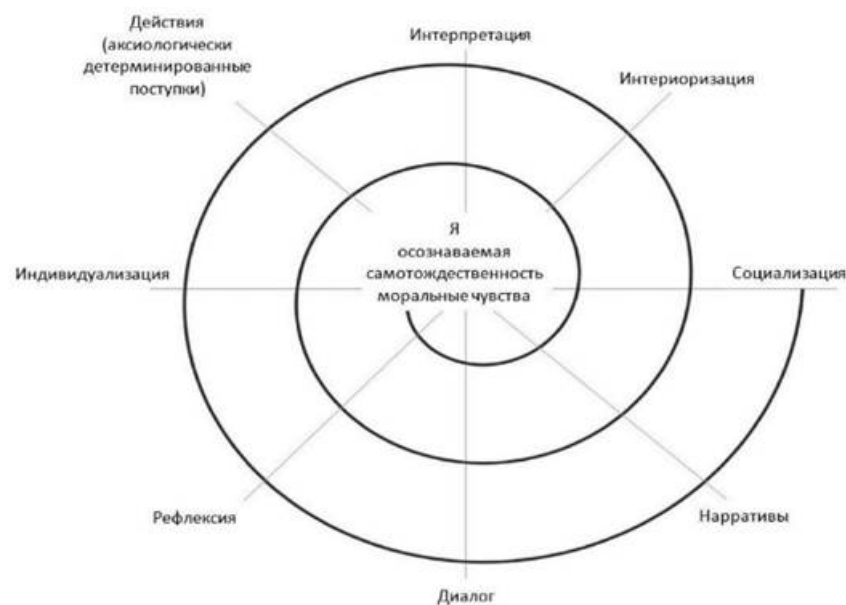 Действия
(аксиологически
детерминированные
поступки)
Интерпретация
Интериоризация
Я
осознаваемая
самотождественность
моральные чувства
Индивидуализация
Социализация
Рефлексия
Нарративы
Диалог